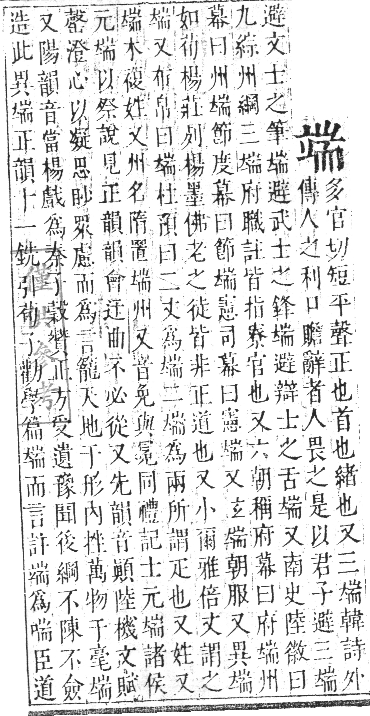 端
多官切短平聲正也首也緒也又三端韓詩外
傳人之利口贍辭者人畏之是以君子避三端
避文士之筆端避武士之鋒端避辯士之舌端又南史陸徵曰
九綜州綱三端府職註皆指寮官也又六朝稱府幕曰府端州
幕曰州端節度幕曰節端憲司幕曰憲端又玄端朝服又異端
如荀楊莊列楊墨佛老之徒皆非正道也又小爾雅倍丈謂之
端又布帛曰端杜預曰二丈為端二端為兩所謂疋也又姓又
端木複姓又州名隋置端州又音免與冕同禮記士元端諸侯
元端以祭說見正韻韻會迂曲不必從又先韻音顛陸機文賦
罄澄心以凝思眇眾慮而為言籠天地于形內挫萬物于毫端
又陽韻音當楊戲為秦子敕贊正方受遺豫聞後綱不陳不僉
造此異端正韻十一銑引荀子勸學篇端而言註端為喘臣道